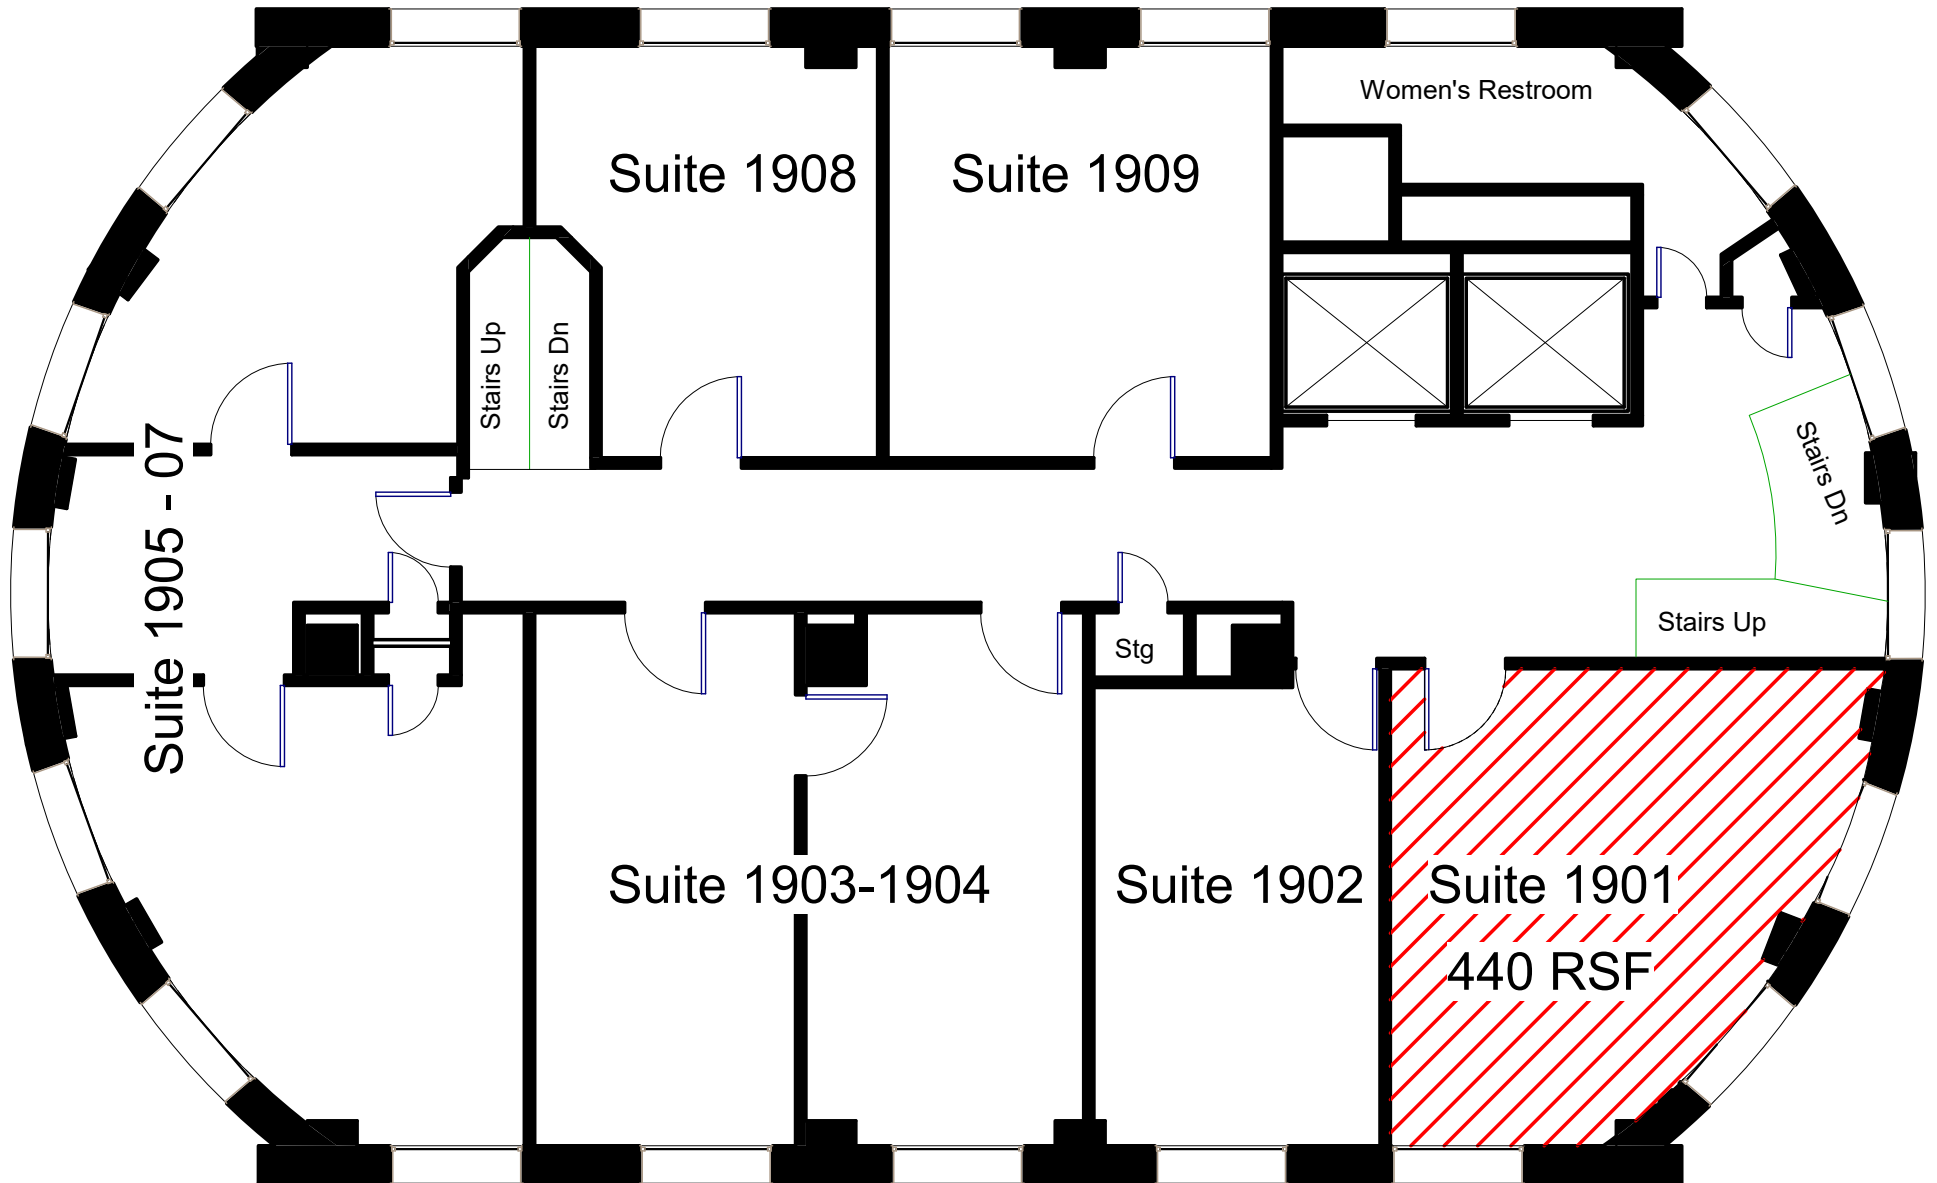 Women's Restroom
Suite 1908
Suite 1909
Stairs Up
Stairs Dn
Suite 1905 - 07
Stairs Dn
Stairs Up
Stg
Suite 1903-1904
Suite 1902
Suite 1901
440 RSF